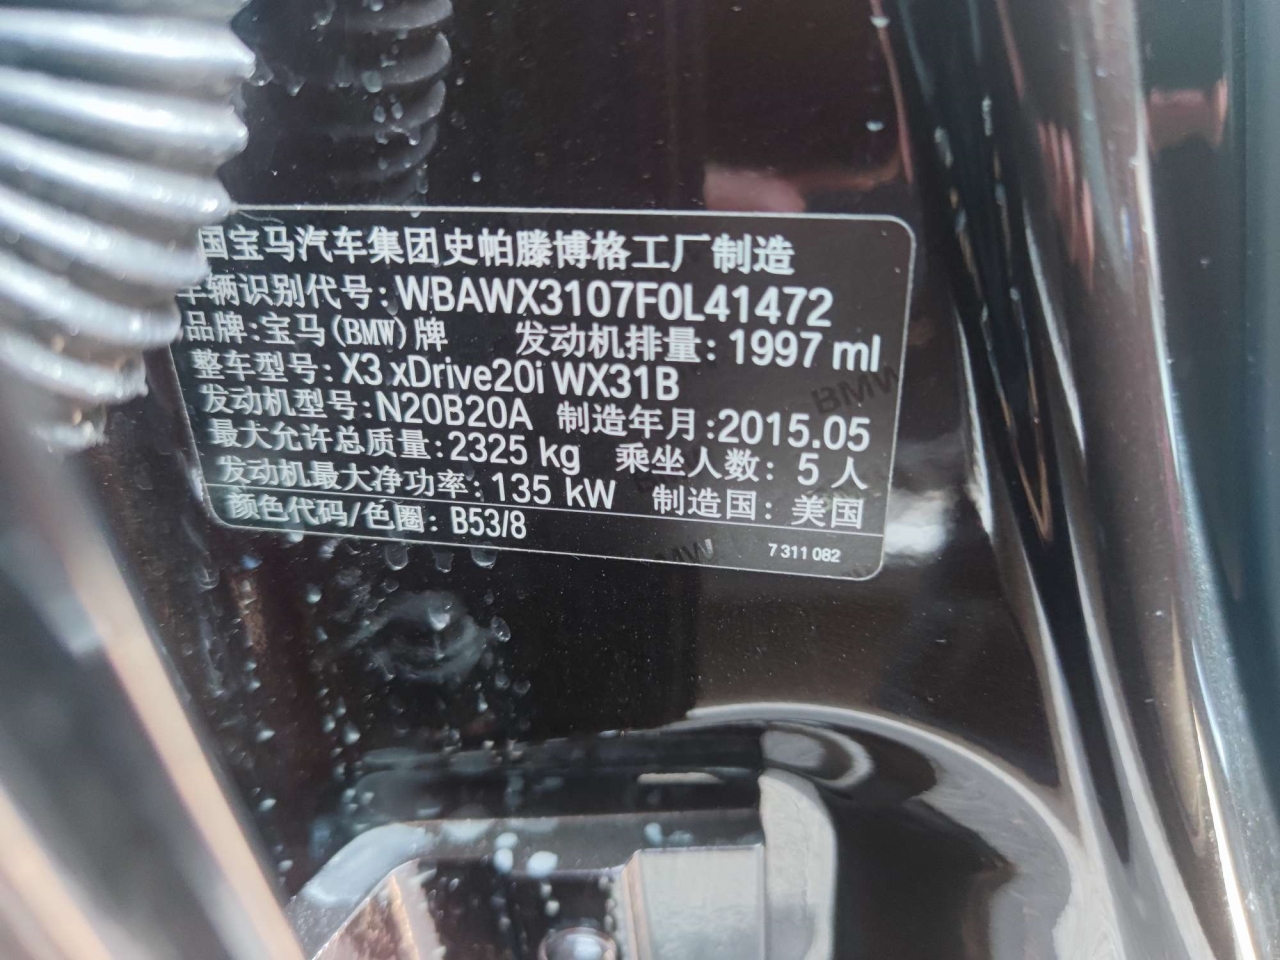 国宝马汽车集团史帕滕博格工厂制造
车辆识别代号: WBAWX3107F0L41472
品牌: 宝马(BMW)牌 发动机排量: 1997 ml
整车型号: X3 xDrive20i WX31B
发动机型号: N20B20A 制造年月: 2015.05
最大允许总质量: 2325 kg 乘坐人数: 5 人
发动机最大净功率: 135 kW 制造国: 美国
颜色代码/色圈: B53/8
7 311 082
BMW
BMW